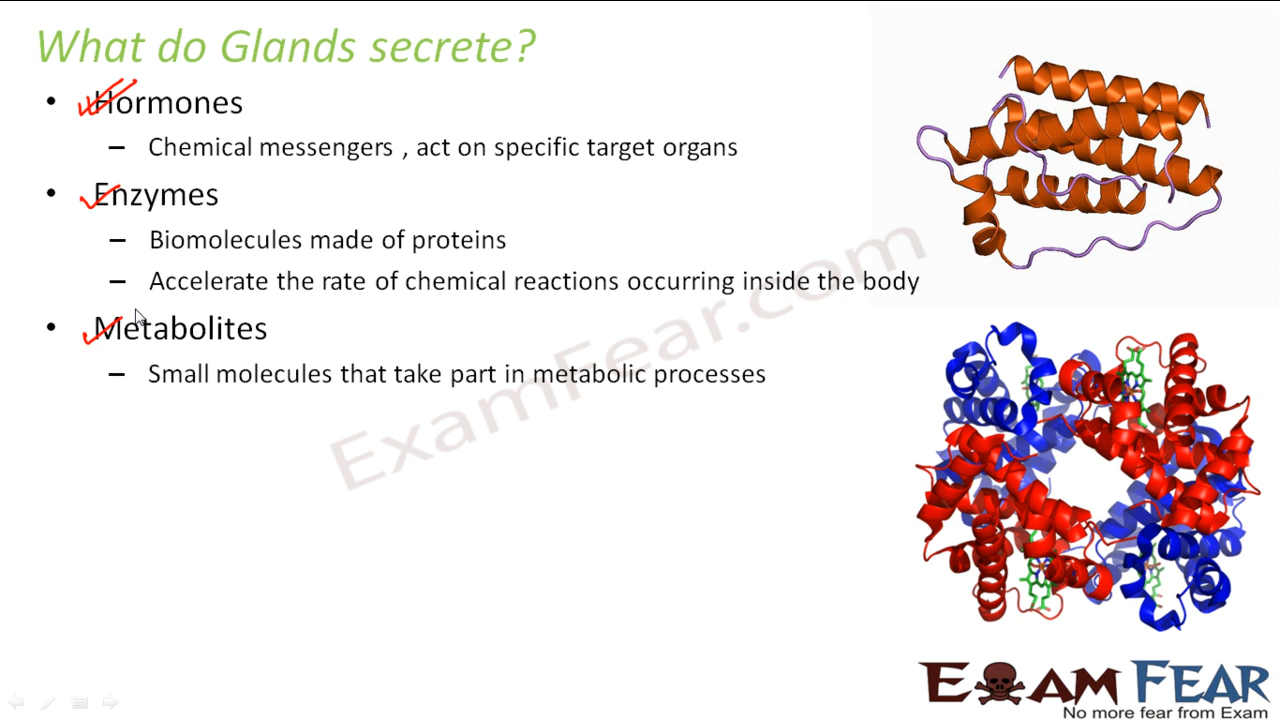 What do Glands secrete?
• Hormones
– Chemical messengers , act on specific target organs
• Enzymes
– Biomolecules made of proteins
– Accelerate the rate of chemical reactions occurring inside the body
• Metabolites
– Small molecules that take part in metabolic processes
ExamFear.com
EXAM FEAR
No more fear from Exam